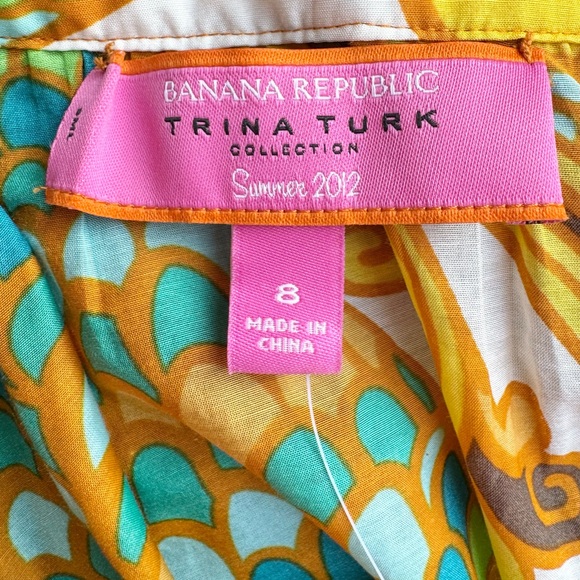 BANANA REPUBLIC
TRINA TURK
COLLECTION
Summer 2012
8
MADE IN
CHINA